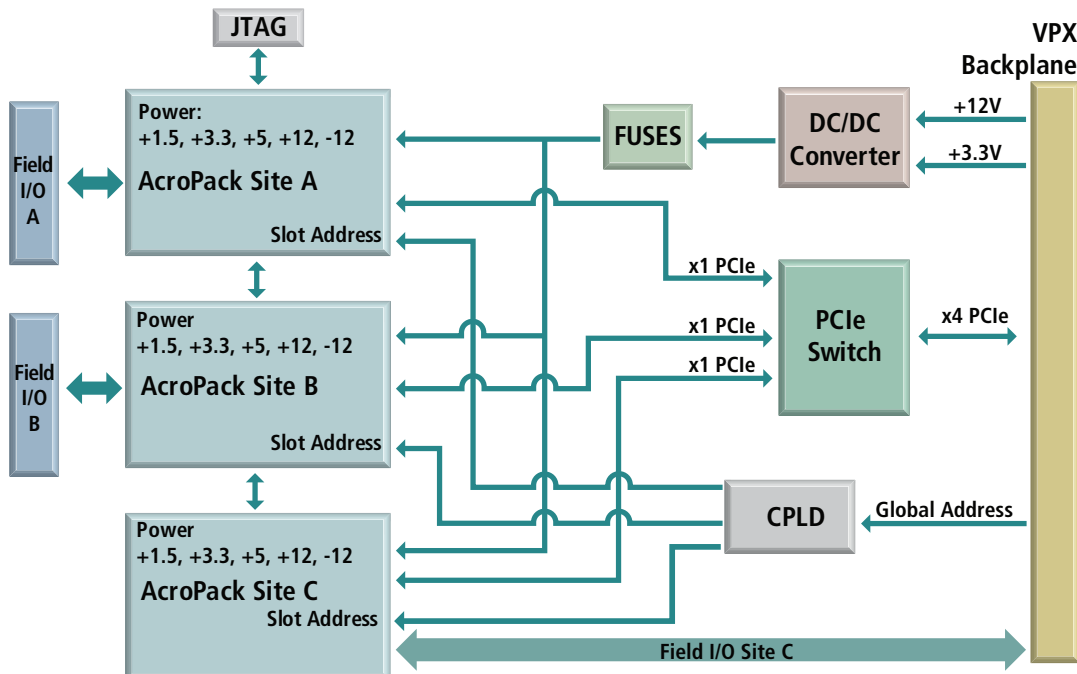 JTAG
VPX
Backplane
Power:
+1.5, +3.3, +5, +12, -12
AcroPack Site A
Slot Address
Field
I/O
A
FUSES
DC/DC
Converter
+12V
+3.3V
x1 PCIe
x1 PCIe
x1 PCIe
PCIe
Switch
x4 PCIe
Power
+1.5, +3.3, +5, +12, -12
AcroPack Site B
Slot Address
Field
I/O
B
CPLD
Global Address
Power
+1.5, +3.3, +5, +12, -12
AcroPack Site C
Slot Address
Field I/O Site C